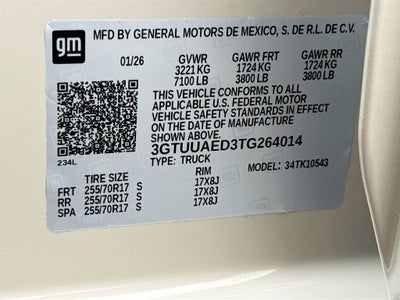 gm
MFD BY GENERAL MOTORS DE MEXICO, S. DE R.L. DE C.V.
01/26 GVWR GAWR FRT GAWR RR
3221 KG 1724 KG 1724 KG
7100 LB 3800 LB 3800 LB
THIS VEHICLE CONFORMS TO ALL
APPLICABLE U.S. FEDERAL MOTOR
VEHICLE SAFETY STANDARDS IN EFFECT
ON THE DATE OF MANUFACTURE
SHOWN ABOVE.
3GTUUAED3TG264014
234L TYPE: TRUCK MODEL: 34TK10543
TIRE SIZE RIM
FRT 255/70R17 S 17X8J
RR 255/70R17 S 17X8J
SPA 255/70R17 S 17X8J